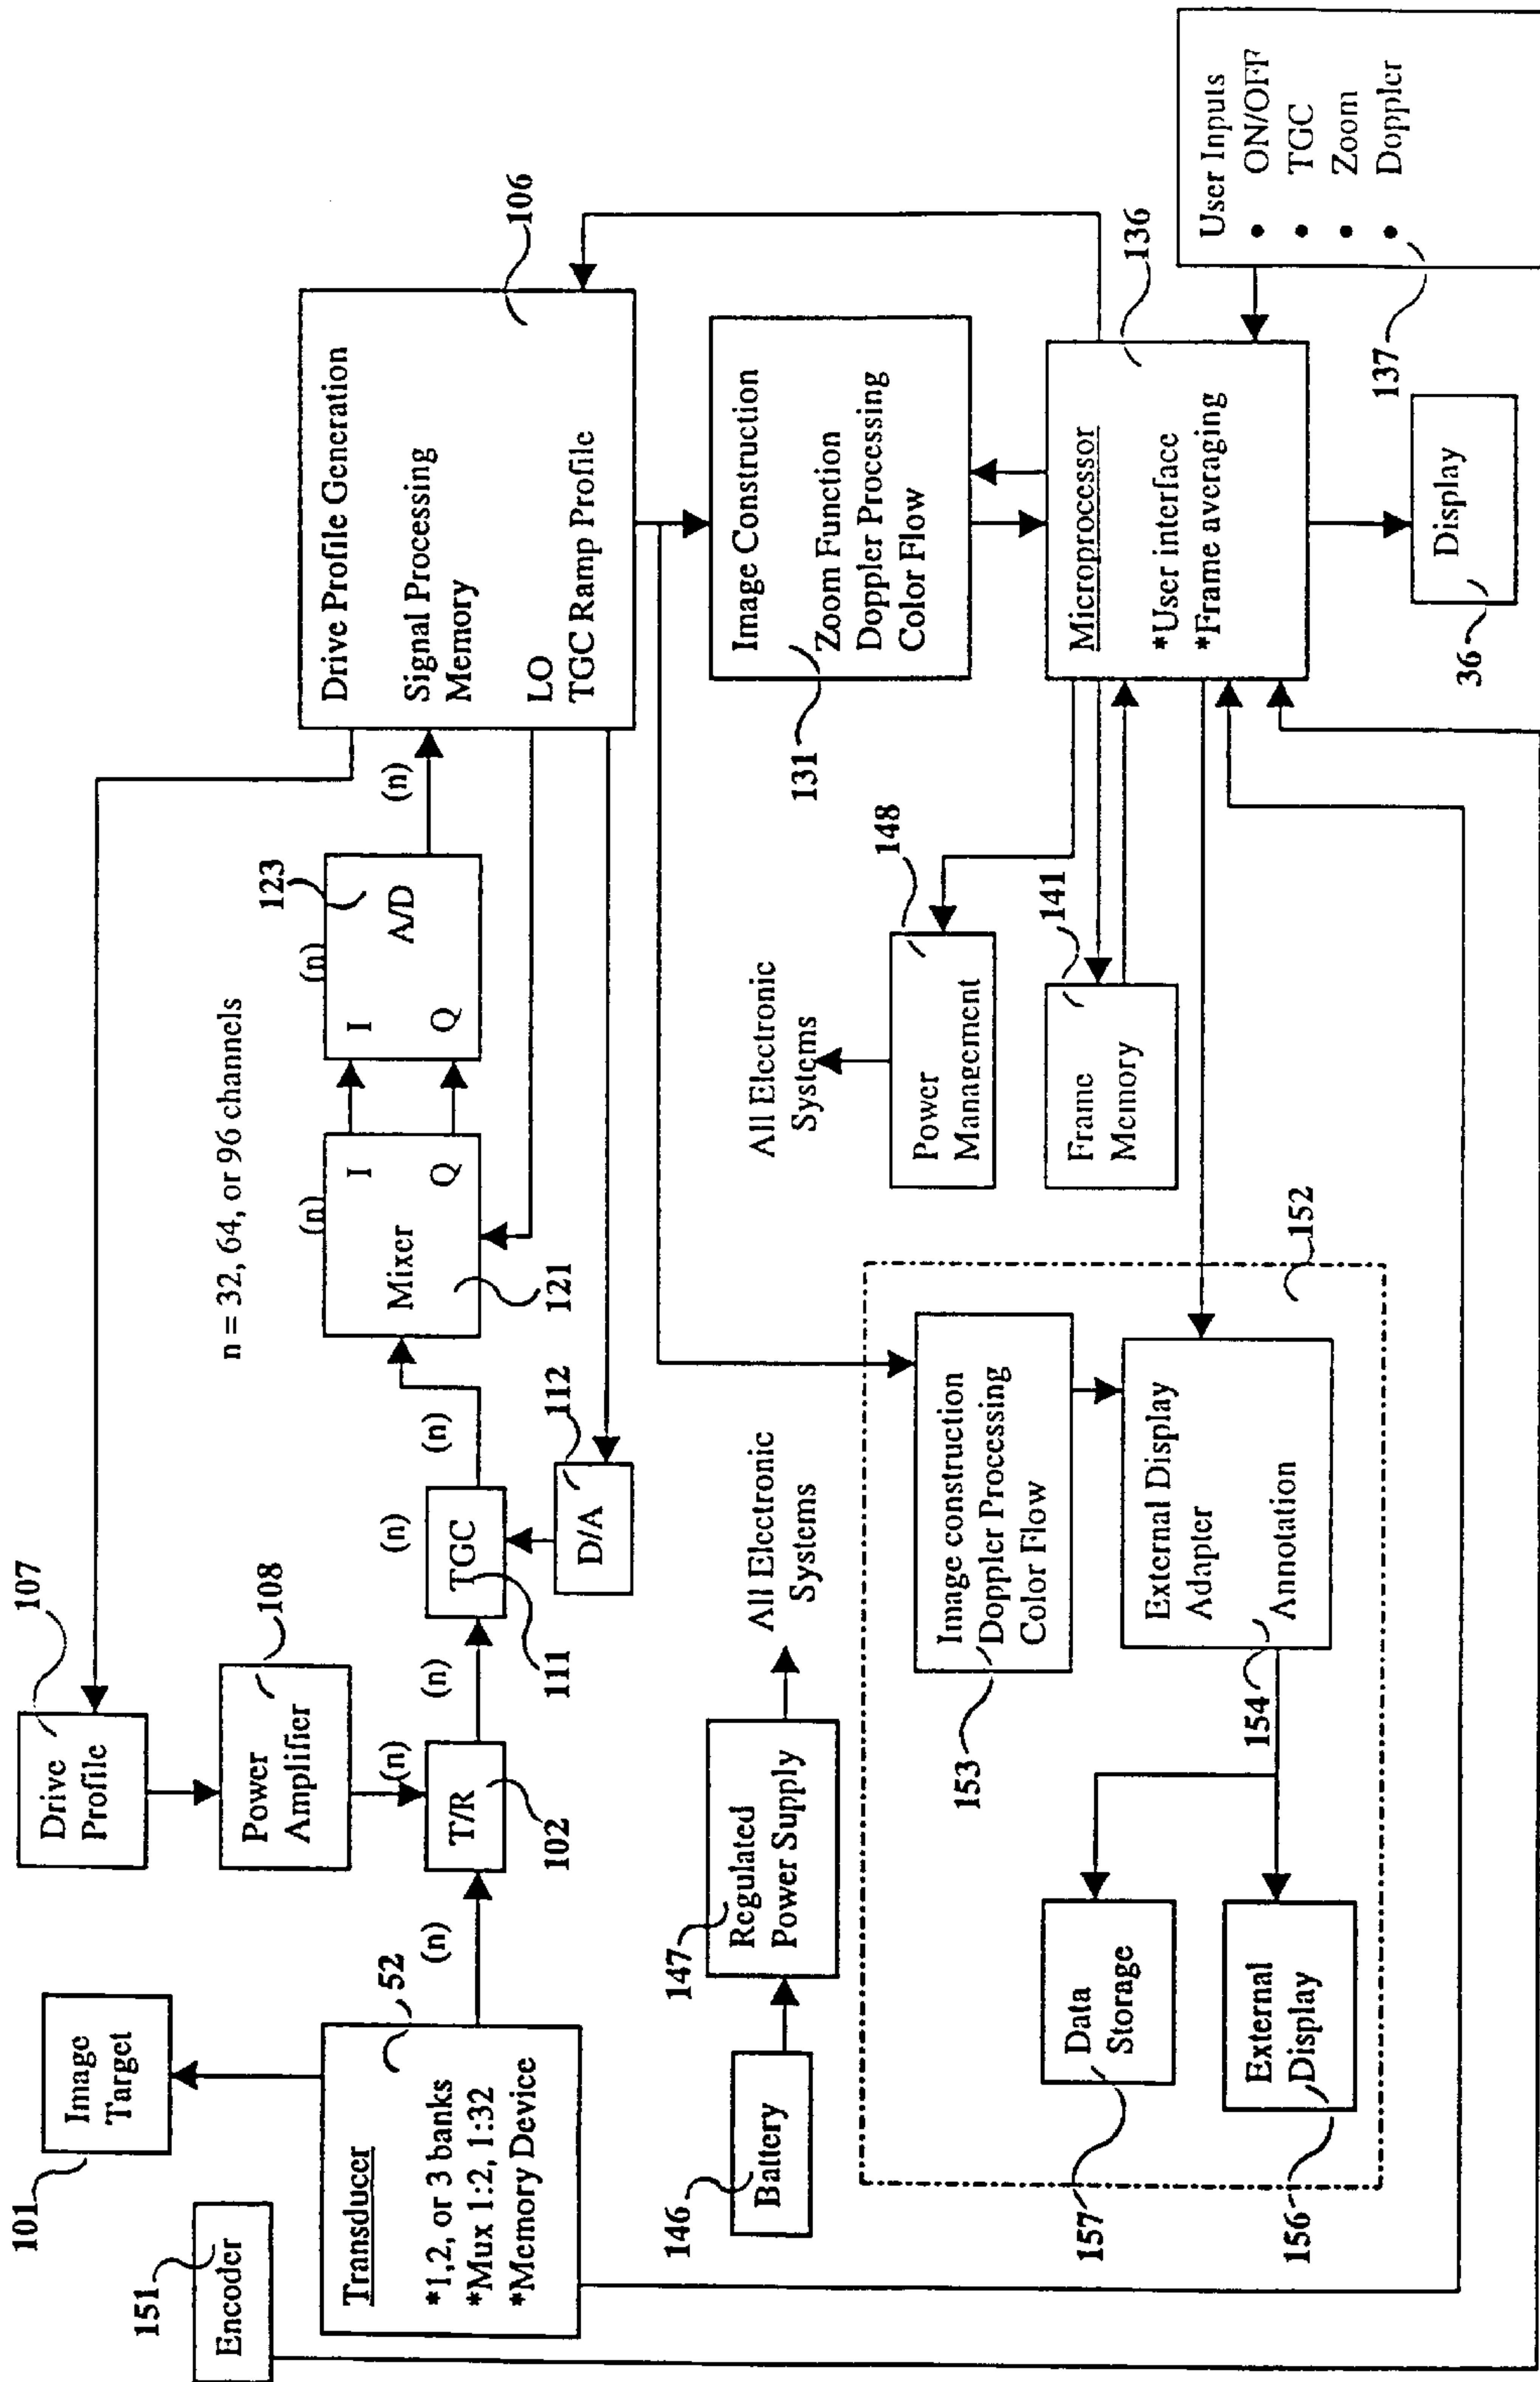 151
Encoder
101
Image
Target
Transducer
*1,2, or 3 banks
*Mux 1:2, 1:32
*Memory Device
52
(n)
107
Drive
Profile
108
Power
Amplifier
(n)
T/R
102
(n)
TGC
111
(n)
(n)
D/A
112
n = 32, 64, or 96 channels
(n)
Mixer
I
Q
121
(n)
I
Q
A/D
123
(n)
Drive Profile Generation
Signal Processing
Memory
LO
TGC Ramp Profile
106
146
Battery
147
Regulated
Power Supply
All Electronic
Systems
All Electronic
Systems
148
Power
Management
141
Frame
Memory
131
Image Construction
Zoom Function
Doppler Processing
Color Flow
136
Microprocessor
*User interface
*Frame averaging
User Inputs
• ON/OFF
• TGC
• Zoom
• Doppler
137
Display
36
152
153
Image construction
Doppler Processing
Color Flow
External Display
Adapter
Annotation
154
Data
Storage
157
External
Display
156